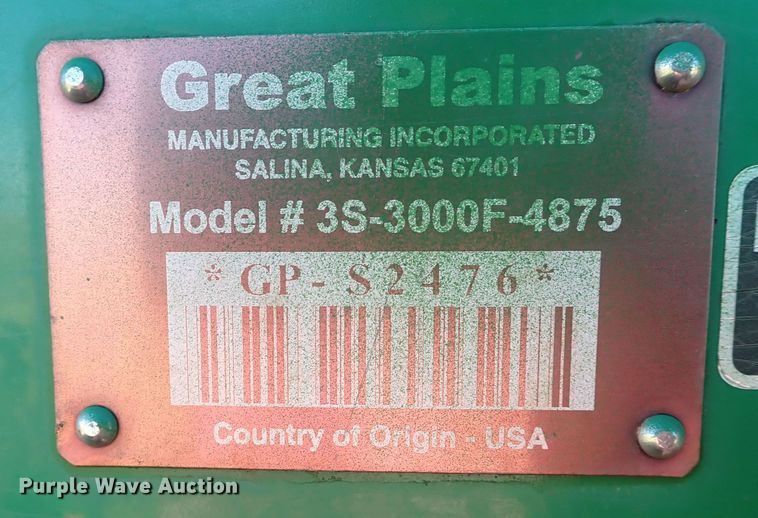 Great Plains
MANUFACTURING INCORPORATED
SALINA, KANSAS 67401
Model # 3S-3000F-4875
*GP-S2476*
Country of Origin - USA
Purple Wave Auction